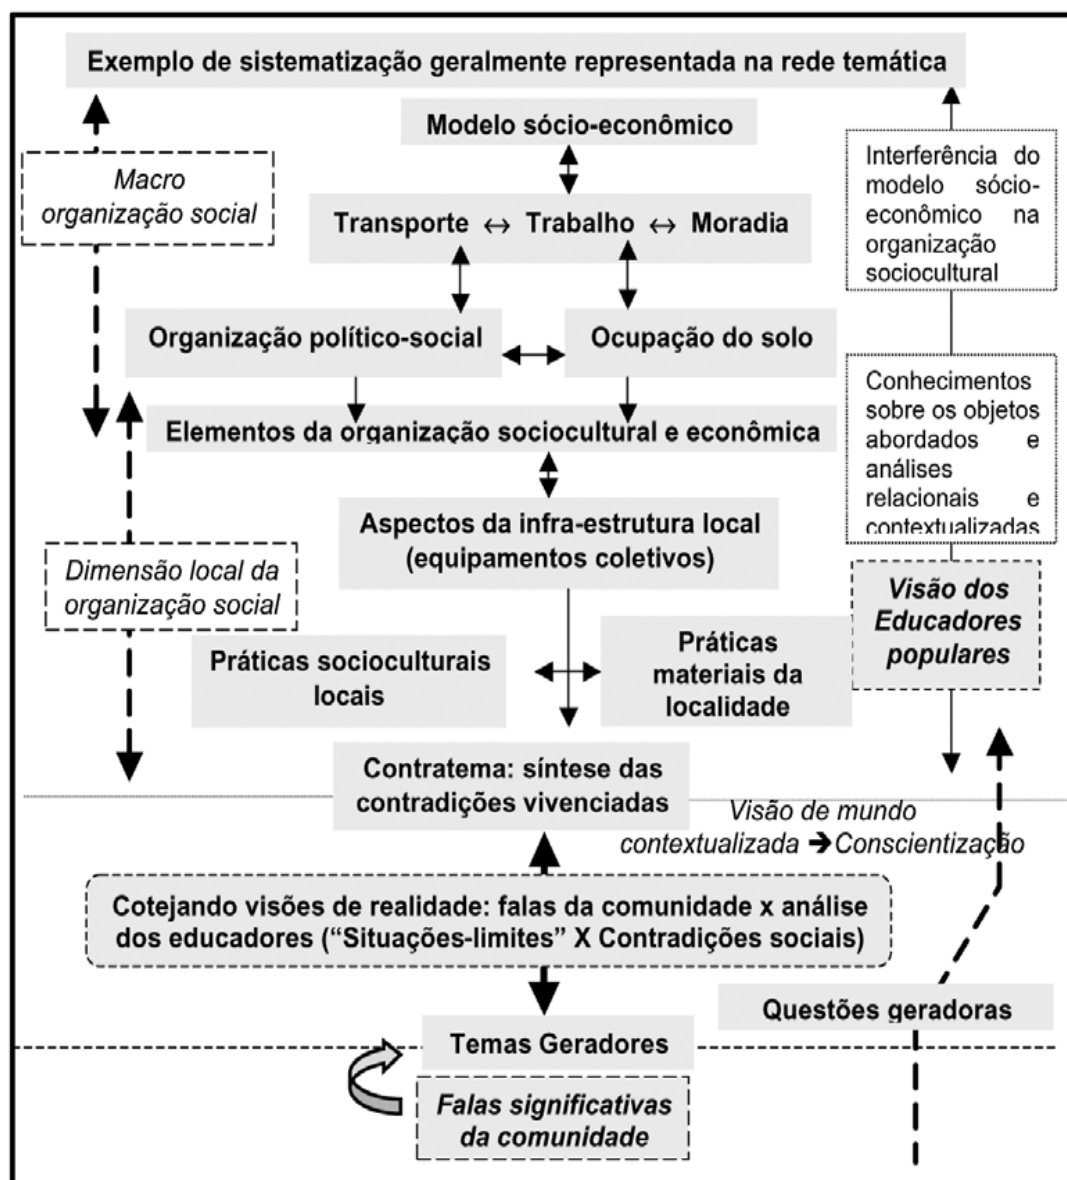 Exemplo de sistematização geralmente representada na rede temática
Modelo sócio-econômico
Macro
organização social
Interferência do
modelo sócio-
econômico na
organização
sociocultural
Transporte ↔ Trabalho ↔ Moradia
Organização político-social
Ocupação do solo
Conhecimentos
sobre os objetos
abordados e
análises
relacionais e
contextualizadas
Elementos da organização sociocultural e econômica
Aspectos da infra-estrutura local
(equipamentos coletivos)
Dimensão local da
organização social
Visão dos
Educadores
populares
Práticas socioculturais
locais
Práticas
materiais da
localidade
Contratema: síntese das
contradições vivenciadas
Visão de mundo
contextualizada ➔Conscientização
Cotejando visões de realidade: falas da comunidade x análise
dos educadores (“Situações-limites” X Contradições sociais)
Questões geradoras
Temas Geradores
Falas significativas
da comunidade